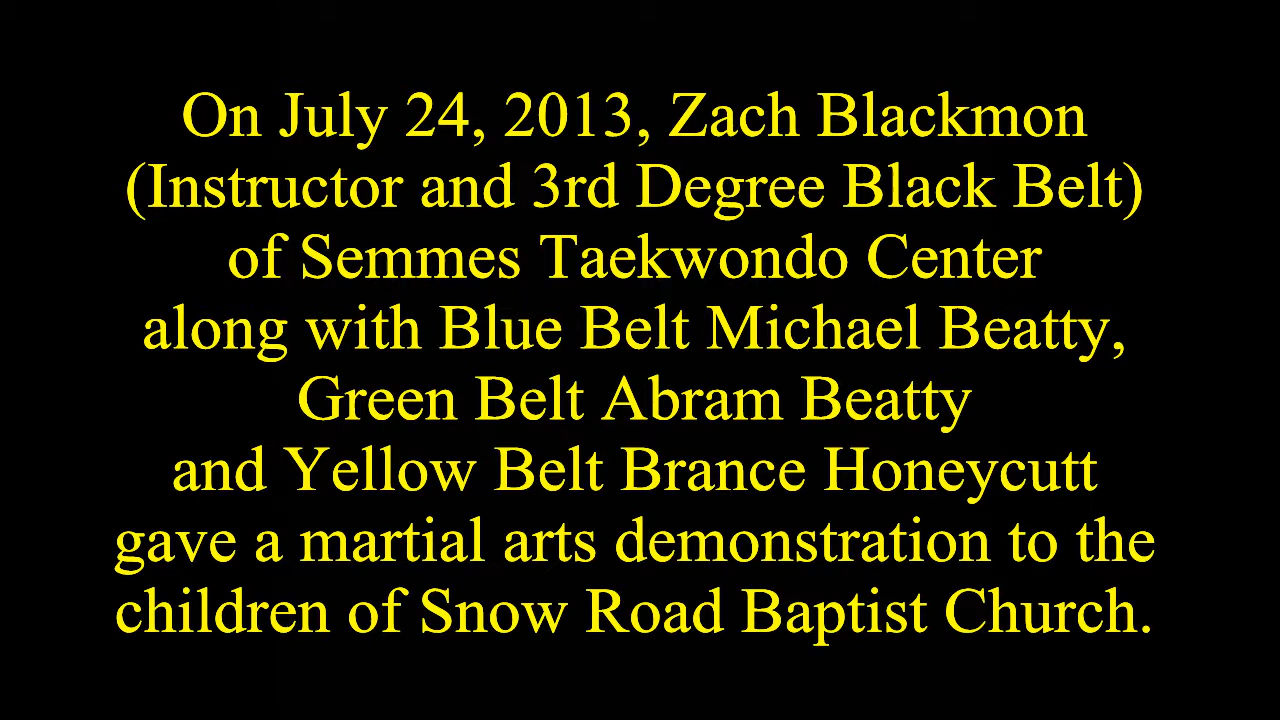 On July 24, 2013, Zach Blackmon
(Instructor and 3rd Degree Black Belt)
of Semmes Taekwondo Center
along with Blue Belt Michael Beatty,
Green Belt Abram Beatty
and Yellow Belt Brance Honeycutt
gave a martial arts demonstration to the
children of Snow Road Baptist Church.